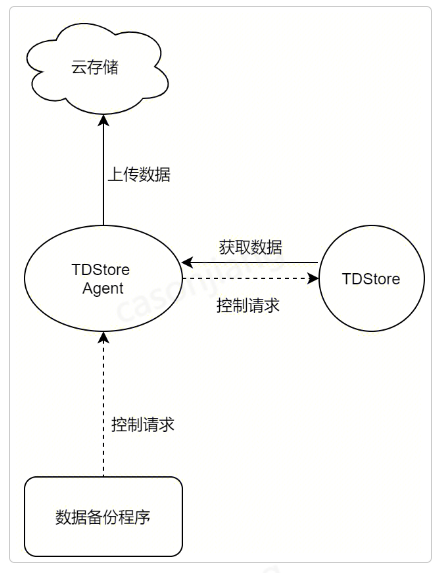 云存储
上传数据
获取数据
TDStore
Agent
TDStore
控制请求
控制请求
数据备份程序